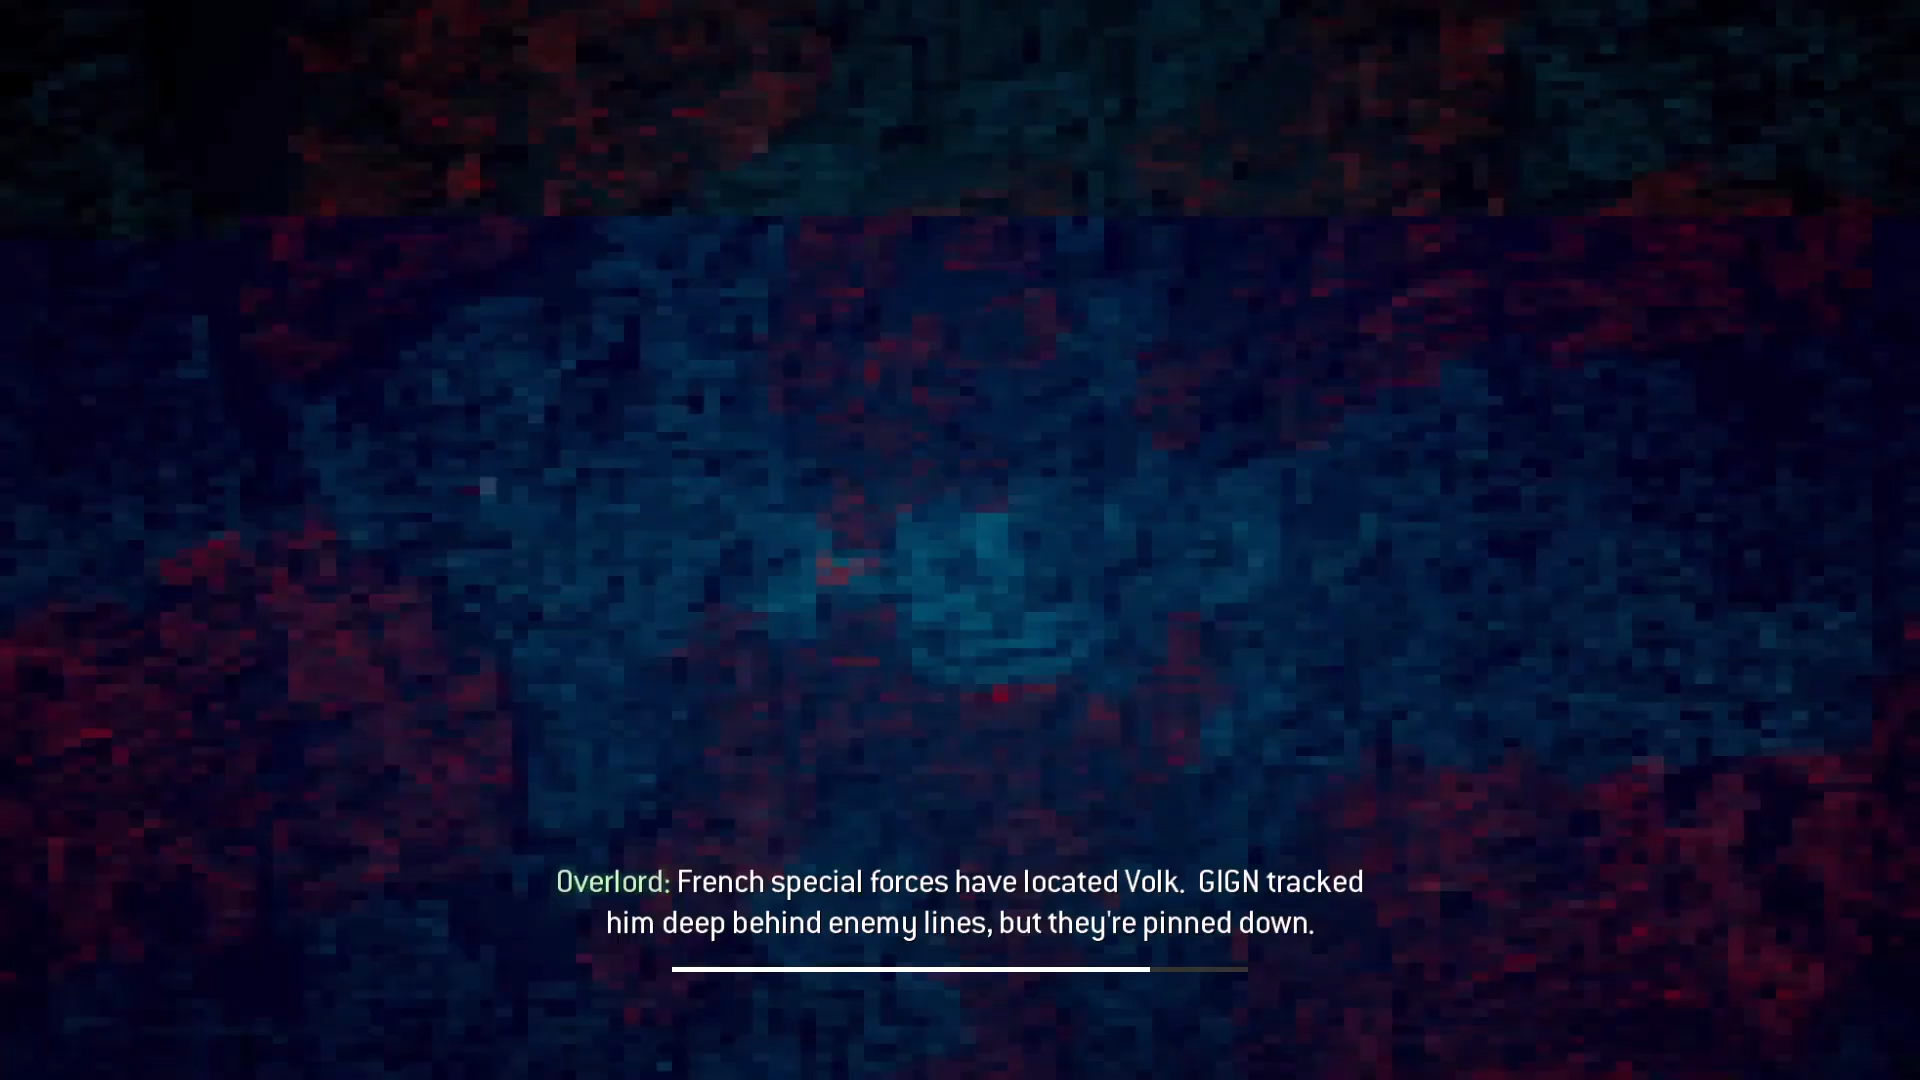 Overlord: French special forces have located Volk.  GIGN tracked
him deep behind enemy lines, but they're pinned down.